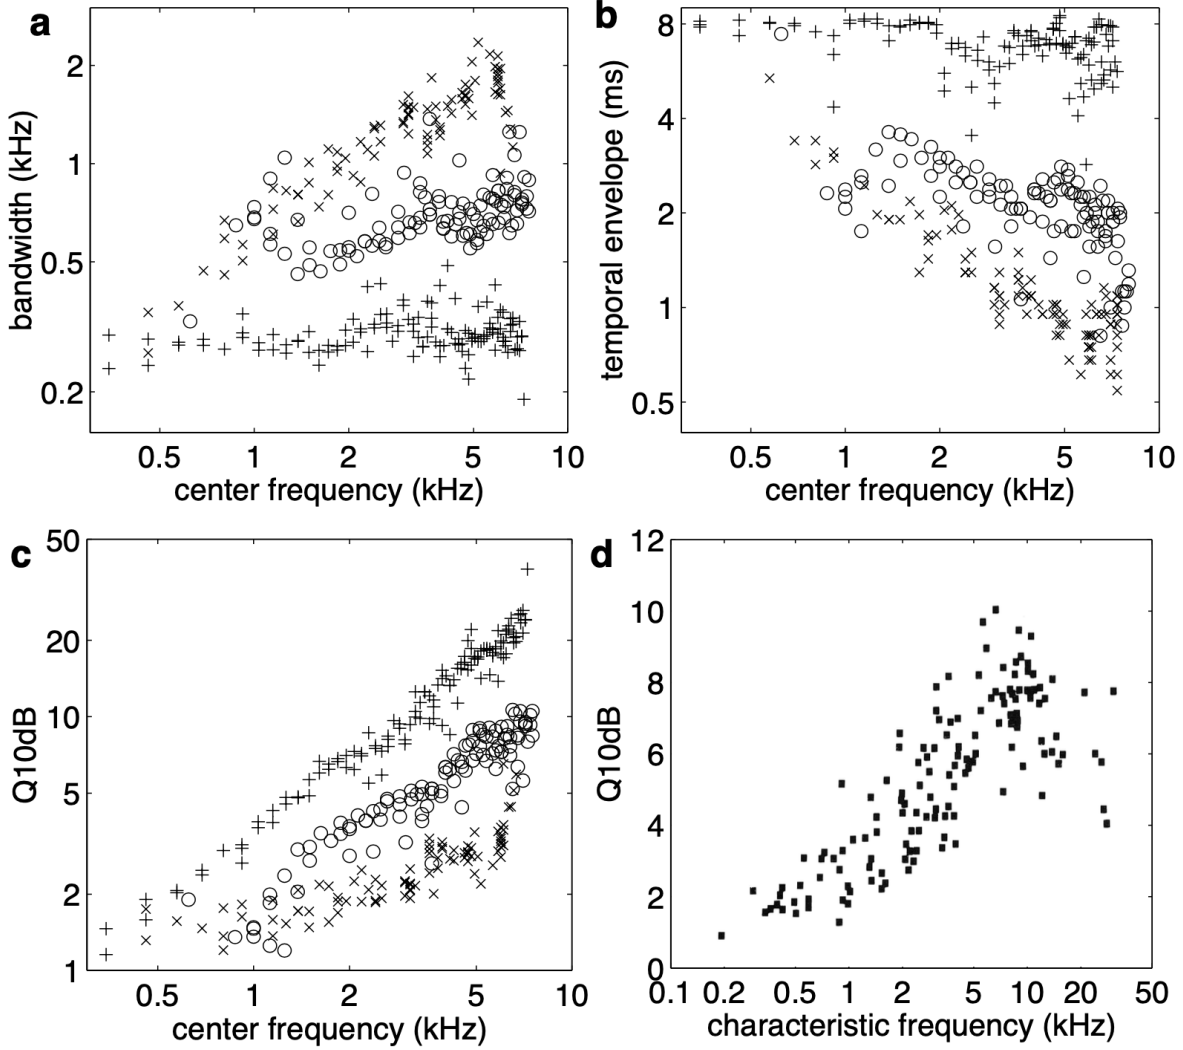 a
2
1
0.5
0.2
bandwidth (kHz)
0.5 1 2 5 10
center frequency (kHz)
b
8
4
2
1
0.5
temporal envelope (ms)
0.5 1 2 5 10
center frequency (kHz)
c
50
20
10
5
2
1
Q10dB
0.5 1 2 5 10
center frequency (kHz)
d
12
10
8
6
4
2
0
Q10dB
0.1 0.2 0.5 1 2 5 10 20 50
characteristic frequency (kHz)